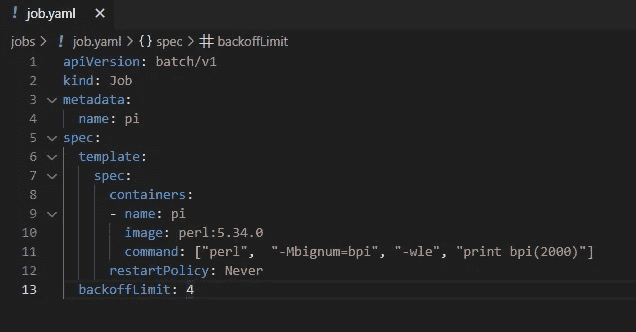 ! job.yaml ×
jobs > ! job.yaml > {} spec > # backoffLimit
1 apiVersion: batch/v1
2 kind: Job
3 metadata:
4   name: pi
5 spec:
6   template:
7     spec:
8       containers:
9       - name: pi
10         image: perl:5.34.0
11         command: ["perl",  "-Mbignum=bpi", "-wle", "print bpi(2000)"]
12       restartPolicy: Never
13   backoffLimit: 4